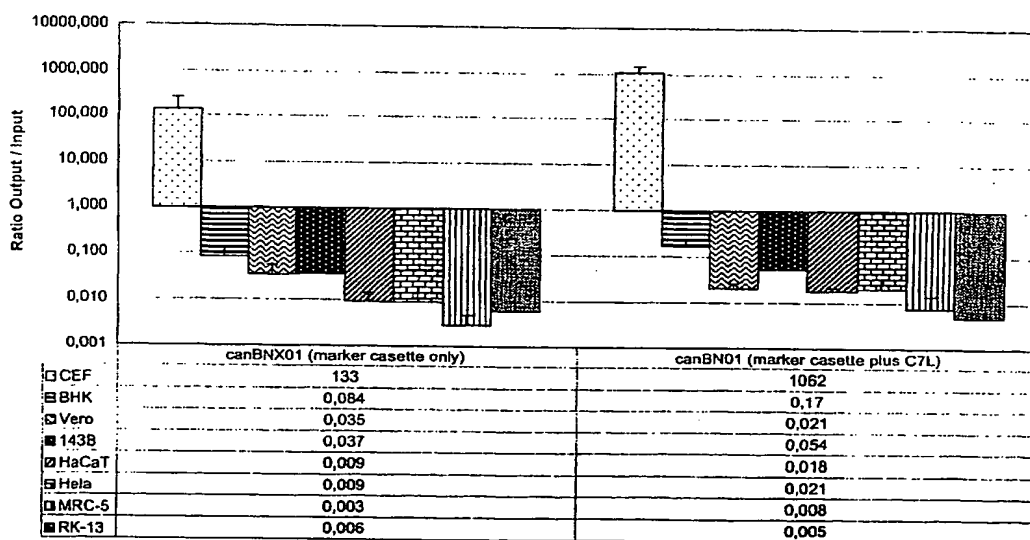 Ratio Output / Input
10000,000
1000,000
100,000
10,000
1,000
0,100
0,010
0,001
canBNX01 (marker casette only) canBN01 (marker casette plus C7L)
CEF 133 1062
BHK 0,084 0,17
Vero 0,035 0,021
143B 0,037 0,054
HaCaT 0,009 0,018
Hela 0,009 0,021
MRC-5 0,003 0,008
RK-13 0,006 0,005